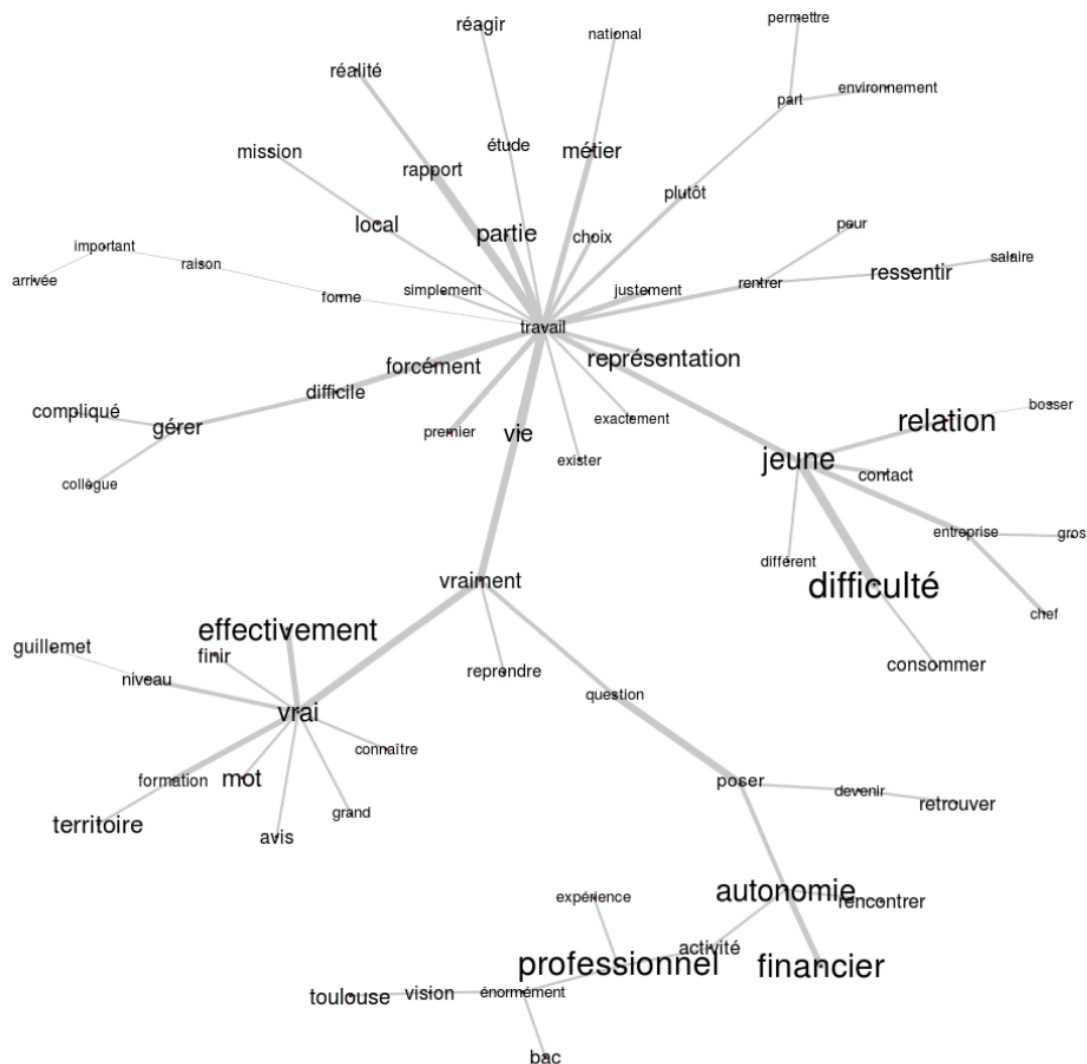 permettre
réagir
national
réalité
environnement
part
étude
mission
métier
rapport
plutôt
local
peur
partie
choix
important
ressentir
salaire
raison
arrivée
rentrer
simplement
justement
forme
travail
représentation
forcément
difficile
bosser
compliqué
exactement
relation
gérer
premier
vie
exister
jeune
contact
collègue
entreprise
gros
différent
vraiment
difficulté
chef
effectivement
guillemet
finir
consommer
reprendre
niveau
question
vrai
connaître
formation
mot
poser
devenir
retrouver
grand
territoire
avis
autonomie
expérience
rencontrer
activité
professionnel
financier
toulouse
vision
énormément
bac